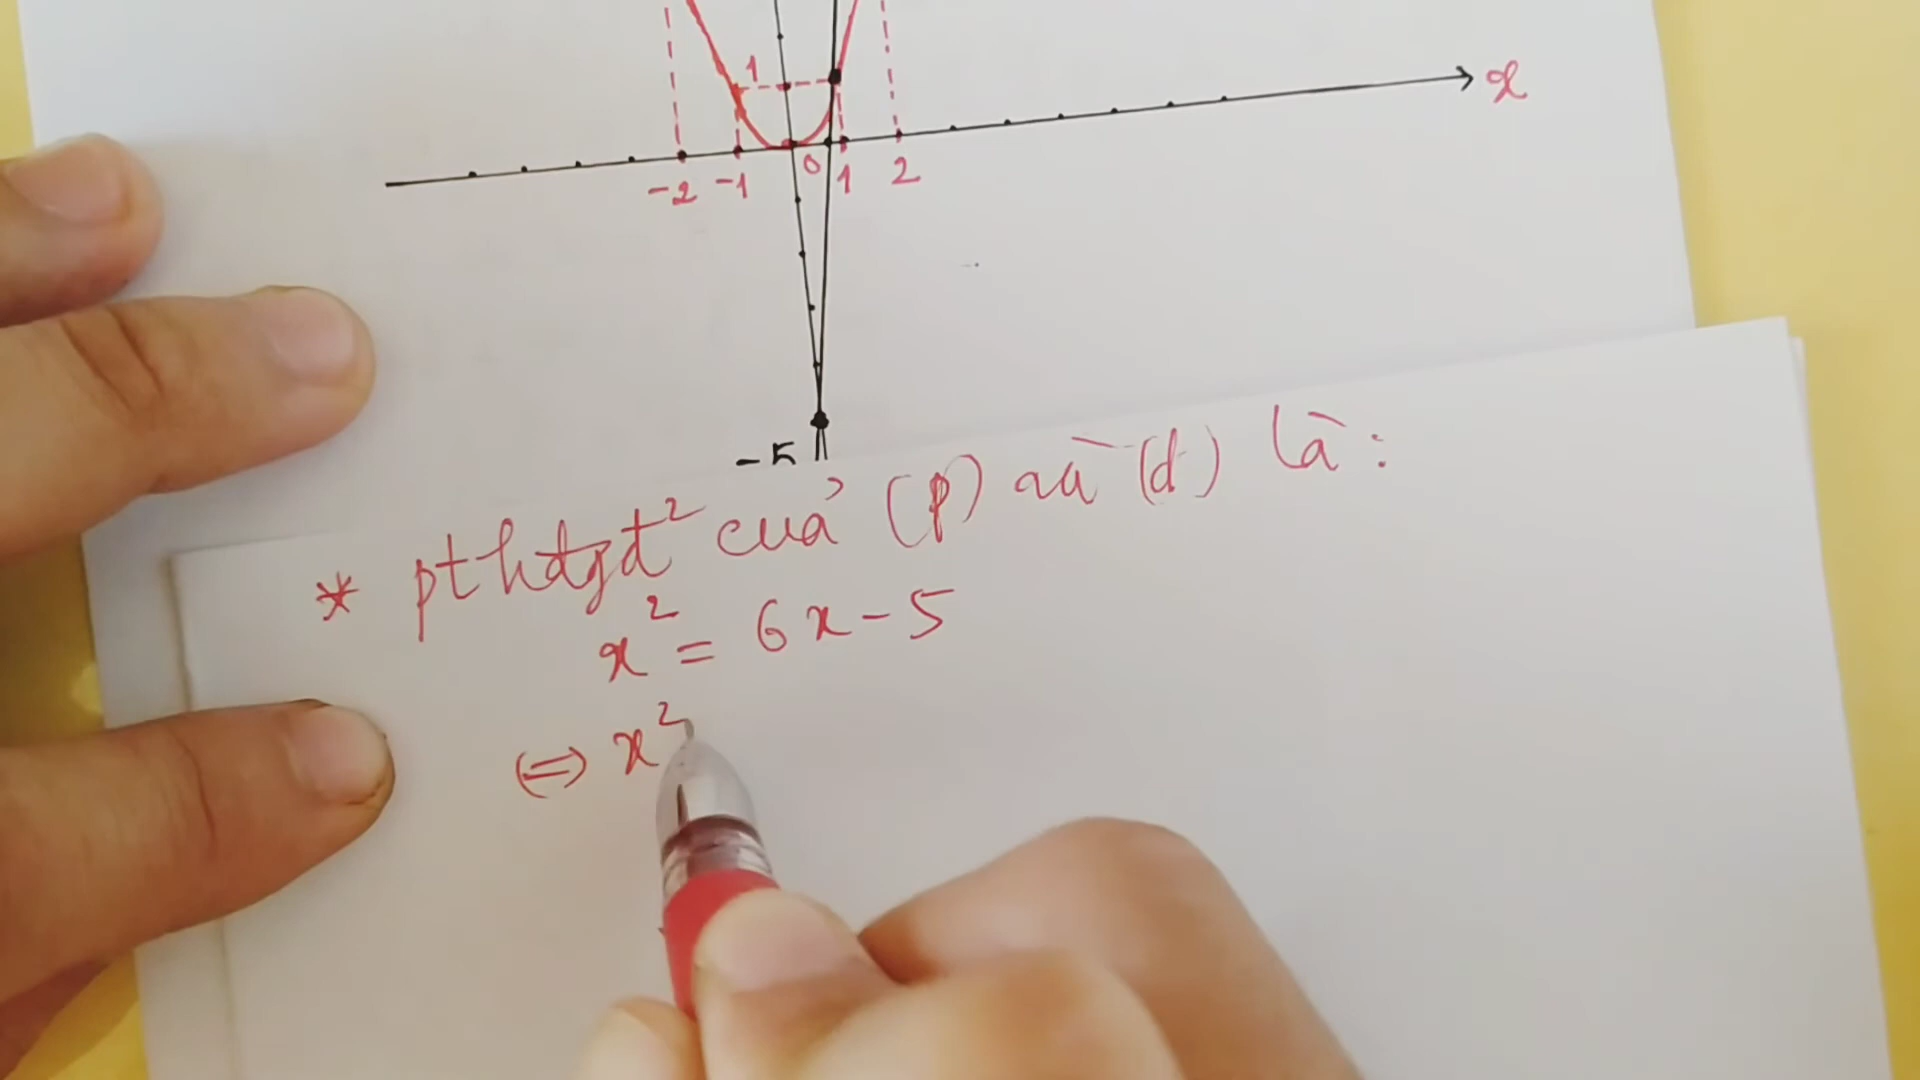 1
x
-2 -1 0 1 2
-5
* pthđgđ² của (p) và (d) là:
x² = 6x - 5
(=) x²